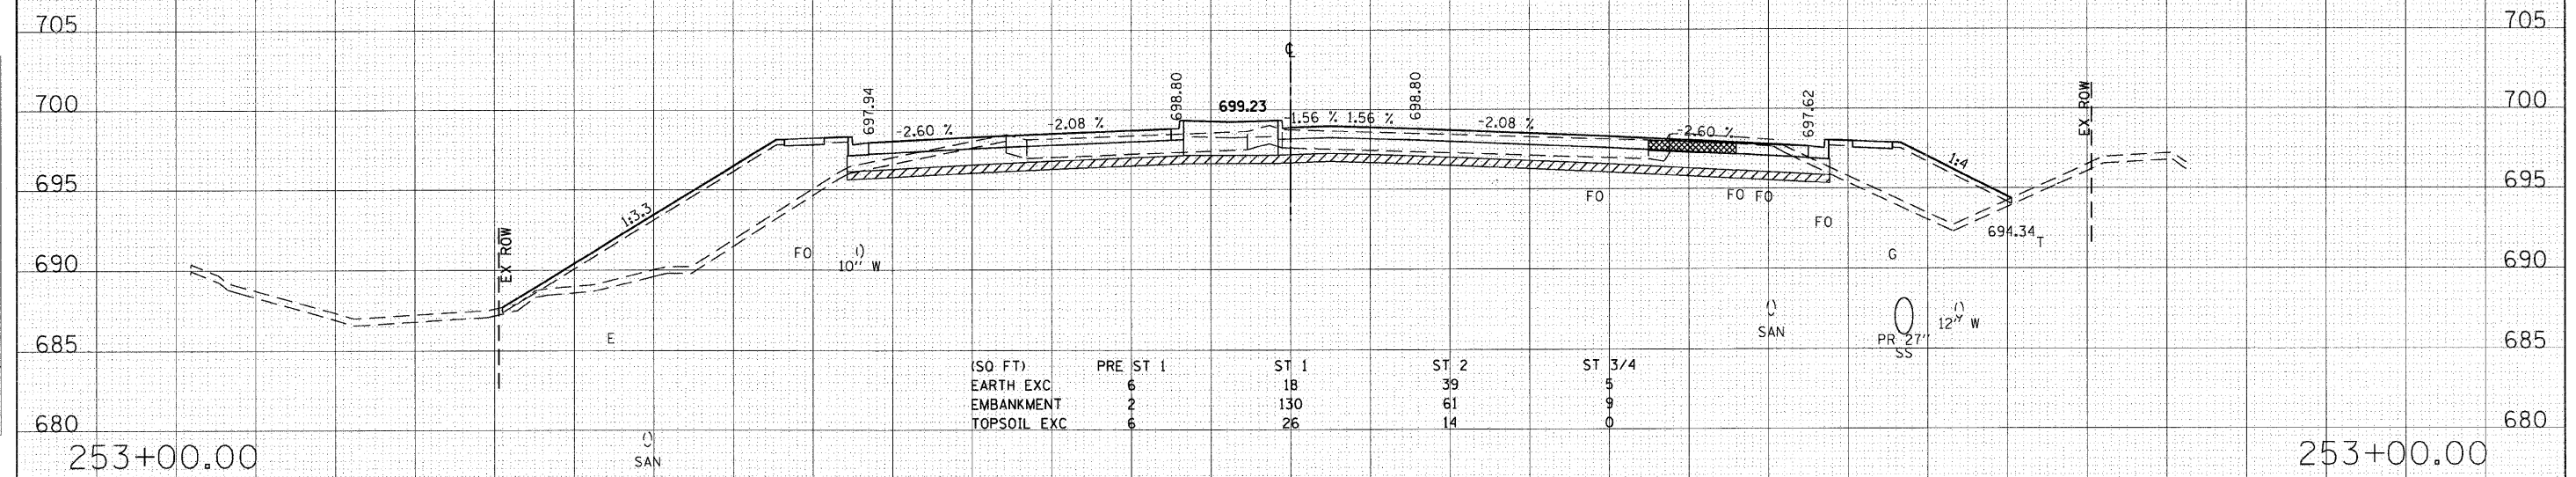 705 705
℄
700 697.94 698.80 699.23 698.80 697.62 EX ROW 700
-2.60 % -2.08 % -1.56 % 1.56 % -2.08 % -2.60 %
1:4
695 FO FO FO 695
1:3.3
FO
694.34 T
EX ROW
690 FO G 690
10" W
12" W
E SAN PR 27"
SS
685 685
(SQ FT) PRE ST 1 ST 1 ST 2 ST 3/4
EARTH EXC 6 18 39 5
EMBANKMENT 2 130 61 9
TOPSOIL EXC 6 26 14 0
680 680
253+00.00 253+00.00
SAN